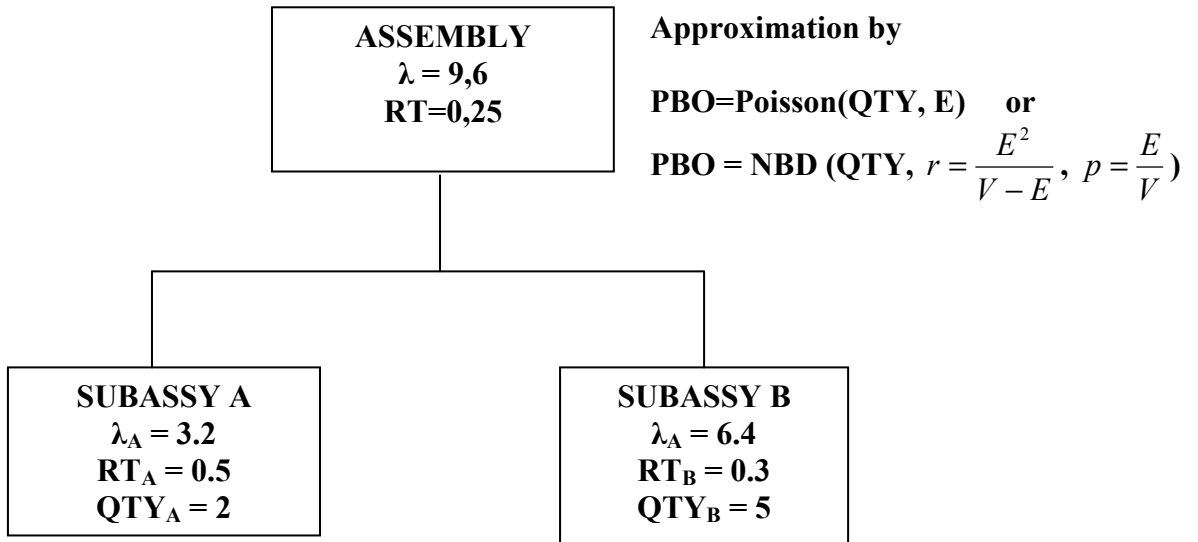 ASSEMBLY
λ = 9,6
RT=0,25
Approximation by
PBO=Poisson(QTY, E) or
PBO = NBD (QTY, r = E²/(V − E), p = E/V)
SUBASSY A
λA = 3.2
RTA = 0.5
QTYA = 2
SUBASSY B
λA = 6.4
RTB = 0.3
QTYB = 5